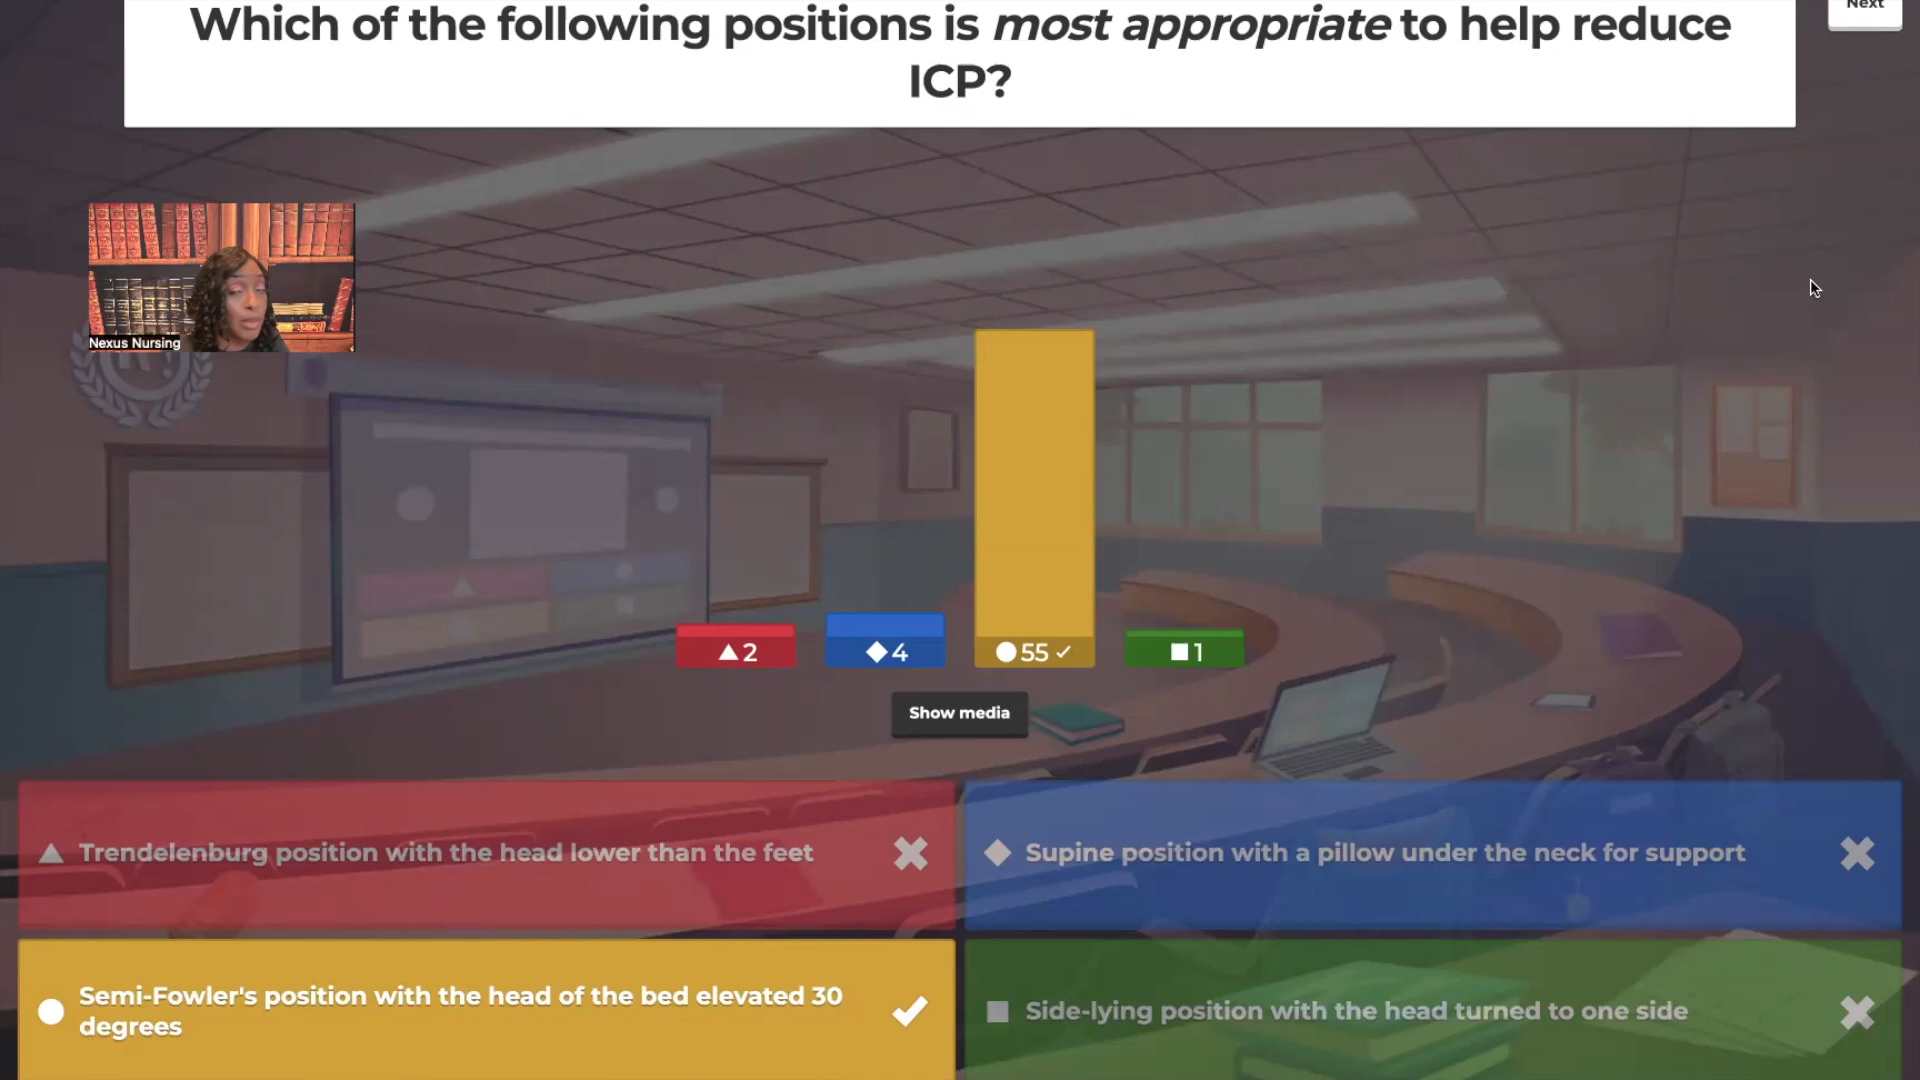 Which of the following positions is most appropriate to help reduce
ICP?
Next
Nexus Nursing
2
4
55
1
Show media
Trendelenburg position with the head lower than the feet
Supine position with a pillow under the neck for support
Semi-Fowler's position with the head of the bed elevated 30
degrees
Side-lying position with the head turned to one side